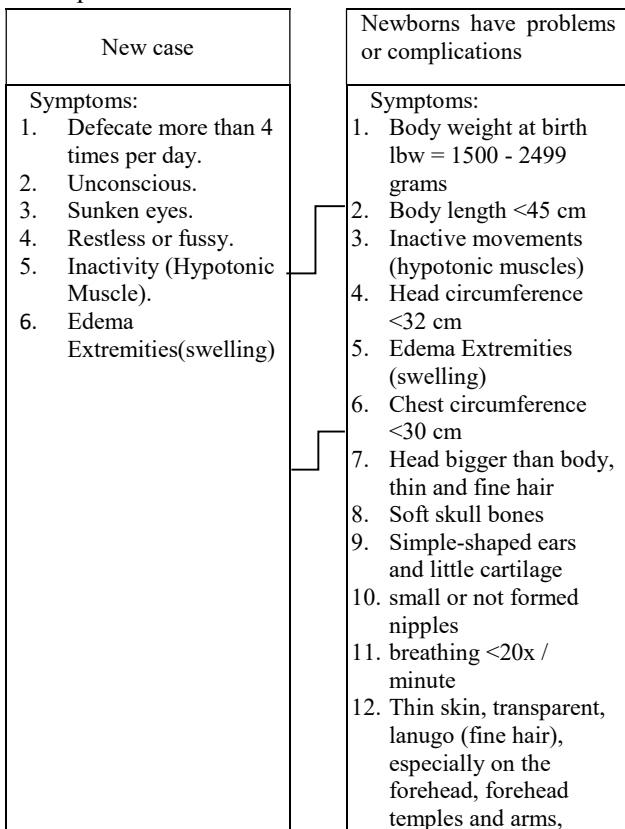 New case
Symptoms:
1. Defecate more than 4
times per day.
2. Unconscious.
3. Sunken eyes.
4. Restless or fussy.
5. Inactivity (Hypotonic
Muscle).
6. Edema
Extremities(swelling)
Newborns have problems
or complications
Symptoms:
1. Body weight at birth
lbw = 1500 - 2499
grams
2. Body length <45 cm
3. Inactive movements
(hypotonic muscles)
4. Head circumference
<32 cm
5. Edema Extremities
(swelling)
6. Chest circumference
<30 cm
7. Head bigger than body,
thin and fine hair
8. Soft skull bones
9. Simple-shaped ears
and little cartilage
10. small or not formed
nipples
11. breathing <20x /
minute
12. Thin skin, transparent,
lanugo (fine hair),
especially on the
forehead, forehead
temples and arms,